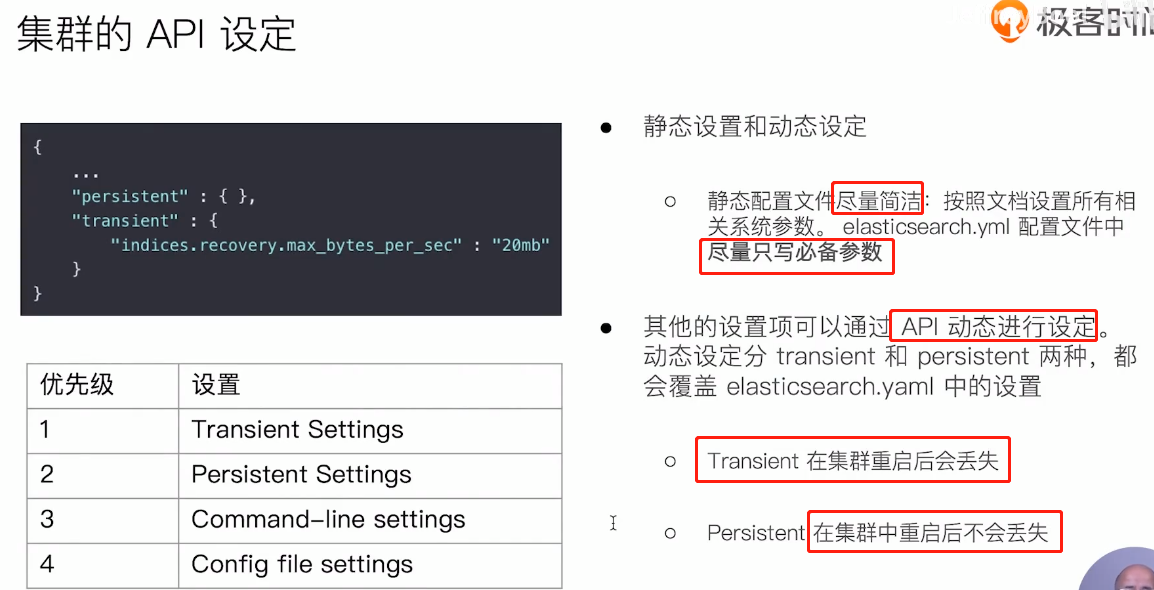 集群的 API 设定
极客时间
{
...
"persistent" : { },
"transient" : {
"indices.recovery.max_bytes_per_sec" : "20mb"
}
}
优先级 设置
1 Transient Settings
2 Persistent Settings
3 Command-line settings
4 Config file settings
● 静态设置和动态设定
○ 静态配置文件尽量简洁：按照文档设置所有相
关系统参数。 elasticsearch.yml 配置文件中
尽量只写必备参数
● 其他的设置项可以通过 API 动态进行设定。
动态设定分 transient 和 persistent 两种，都
会覆盖 elasticsearch.yaml 中的设置
○ Transient 在集群重启后会丢失
○ Persistent 在集群中重启后不会丢失